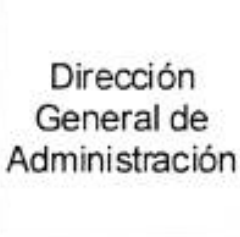 Dirección
General de
Administración